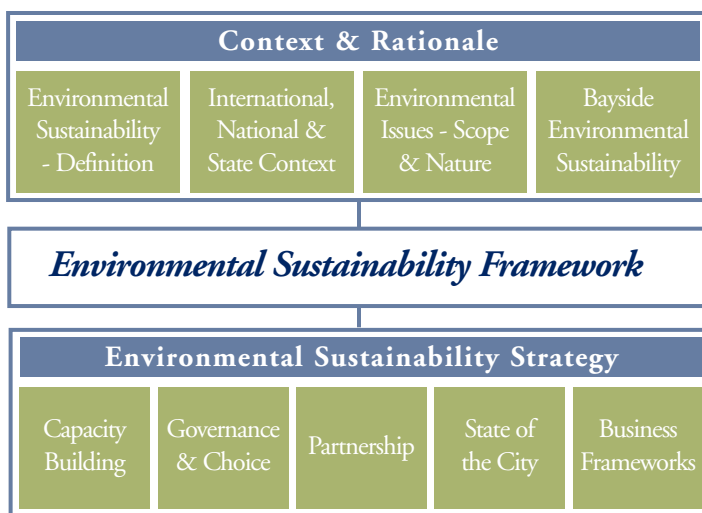 Context & Rationale
Environmental
Sustainability
- Definition
International,
National &
State Context
Environmental
Issues - Scope
& Nature
Bayside
Environmental
Sustainability
Environmental Sustainability Framework
Environmental Sustainability Strategy
Capacity
Building
Governance
& Choice
Partnership
State of
the City
Business
Frameworks